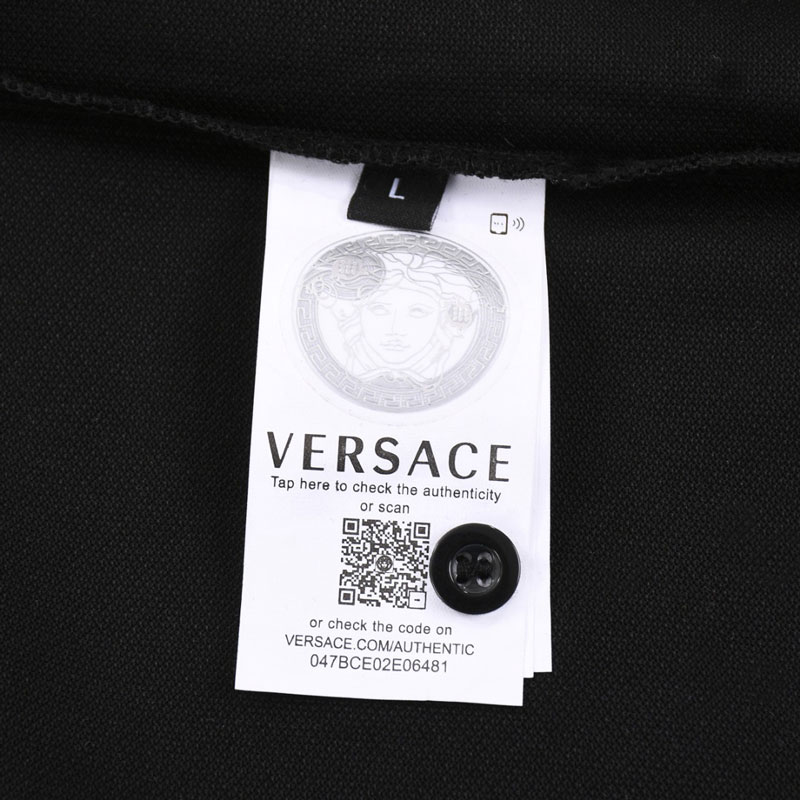 L
VERSACE
Tap here to check the authenticity
or scan
or check the code on
VERSACE.COM/AUTHENTIC
047BCE02E06481